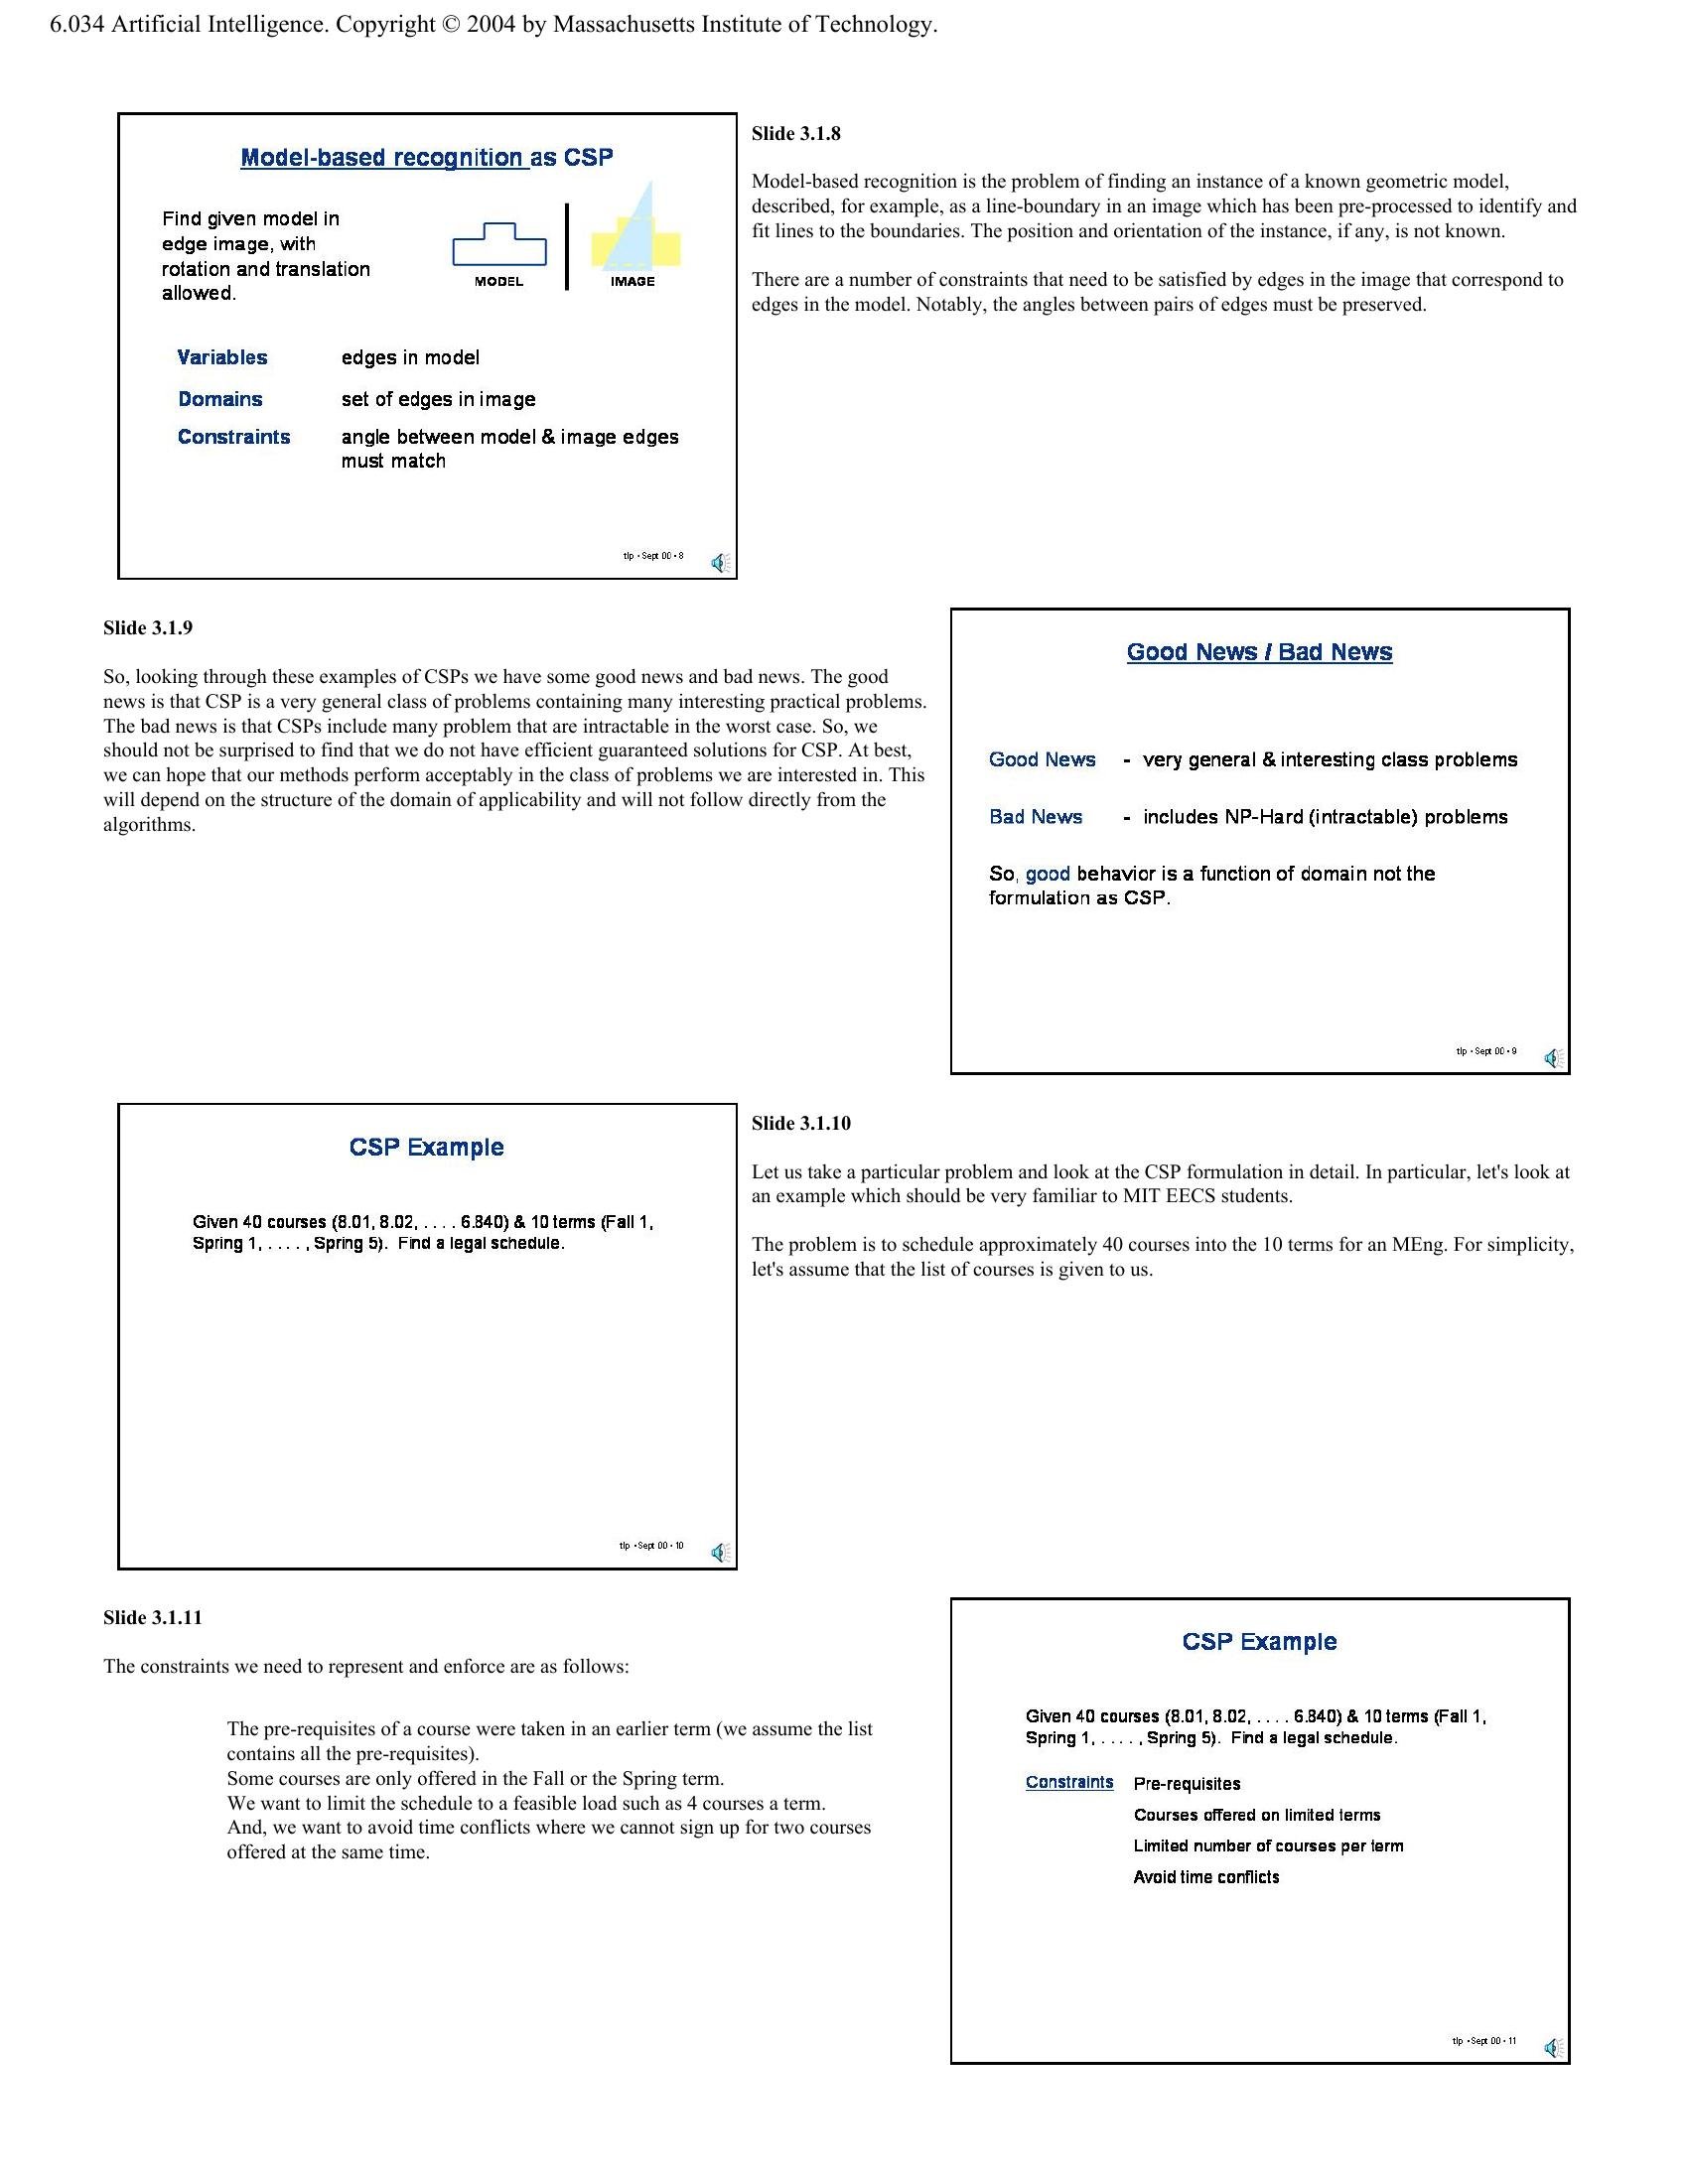 6.034 Artificial Intelligence. Copyright © 2004 by Massachusetts Institute of Technology.
Model-based recognition as CSP
Find given model in
edge image, with
rotation and translation
allowed.
MODEL
IMAGE
Variables edges in model
Domains set of edges in image
Constraints angle between model & image edges
must match
tlp • Sept 00 • 8
Slide 3.1.8
Model-based recognition is the problem of finding an instance of a known geometric model,
described, for example, as a line-boundary in an image which has been pre-processed to identify and
fit lines to the boundaries. The position and orientation of the instance, if any, is not known.
There are a number of constraints that need to be satisfied by edges in the image that correspond to
edges in the model. Notably, the angles between pairs of edges must be preserved.
Slide 3.1.9
So, looking through these examples of CSPs we have some good news and bad news. The good
news is that CSP is a very general class of problems containing many interesting practical problems.
The bad news is that CSPs include many problem that are intractable in the worst case. So, we
should not be surprised to find that we do not have efficient guaranteed solutions for CSP. At best,
we can hope that our methods perform acceptably in the class of problems we are interested in. This
will depend on the structure of the domain of applicability and will not follow directly from the
algorithms.
Good News / Bad News
Good News - very general & interesting class problems
Bad News - includes NP-Hard (intractable) problems
So, good behavior is a function of domain not the
formulation as CSP.
tlp • Sept 00 • 9
CSP Example
Given 40 courses (8.01, 8.02, . . . . 6.840) & 10 terms (Fall 1,
Spring 1, . . . . , Spring 5). Find a legal schedule.
tlp • Sept 00 • 10
Slide 3.1.10
Let us take a particular problem and look at the CSP formulation in detail. In particular, let's look at
an example which should be very familiar to MIT EECS students.
The problem is to schedule approximately 40 courses into the 10 terms for an MEng. For simplicity,
let's assume that the list of courses is given to us.
Slide 3.1.11
The constraints we need to represent and enforce are as follows:
The pre-requisites of a course were taken in an earlier term (we assume the list
contains all the pre-requisites).
Some courses are only offered in the Fall or the Spring term.
We want to limit the schedule to a feasible load such as 4 courses a term.
And, we want to avoid time conflicts where we cannot sign up for two courses
offered at the same time.
CSP Example
Given 40 courses (8.01, 8.02, . . . . 6.840) & 10 terms (Fall 1,
Spring 1, . . . . , Spring 5). Find a legal schedule.
Constraints Pre-requisites
Courses offered on limited terms
Limited number of courses per term
Avoid time conflicts
tlp • Sept 00 • 11